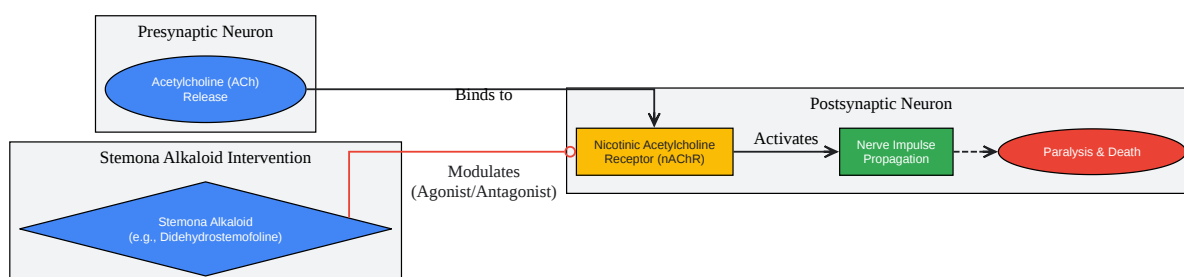 Presynaptic Neuron
Acetylcholine (ACh)
Release
Binds to
Postsynaptic Neuron
Nicotinic Acetylcholine
Receptor (nAChR)
Activates
Nerve Impulse
Propagation
Paralysis & Death
Stemona Alkaloid Intervention
Modulates
(Agonist/Antagonist)
Stemona Alkaloid
(e.g., Didehydrostemofoline)